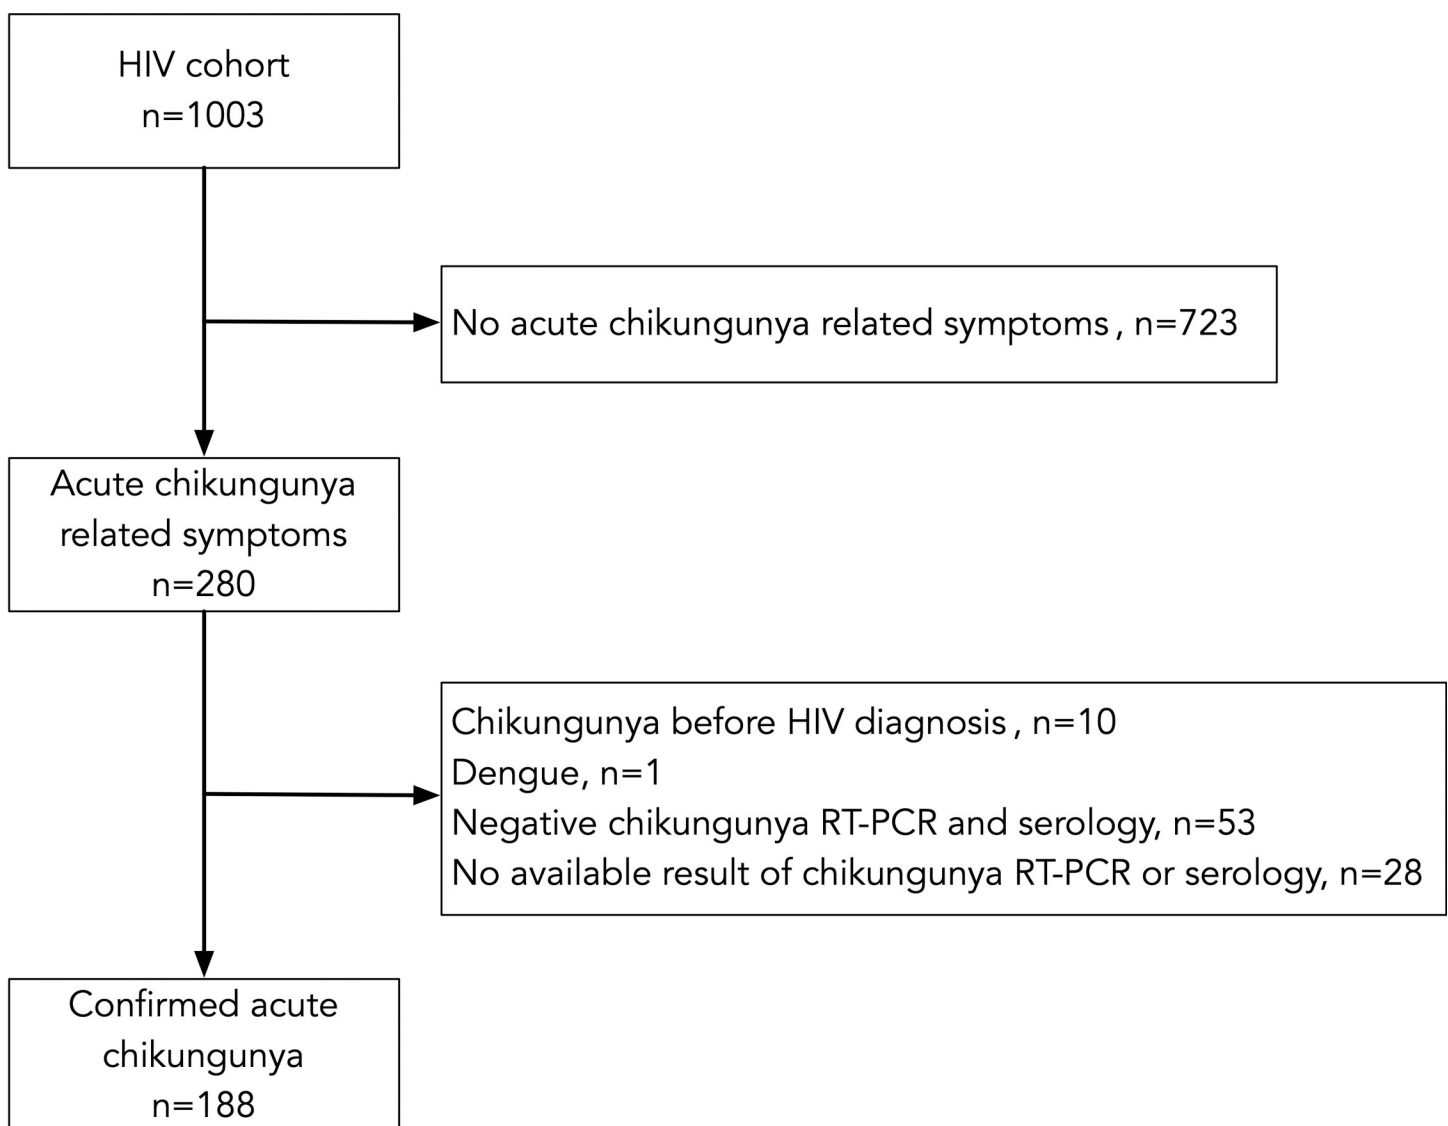 HIV cohort
n=1003
No acute chikungunya related symptoms, n=723
Acute chikungunya
related symptoms
n=280
Chikungunya before HIV diagnosis, n=10
Dengue, n=1
Negative chikungunya RT-PCR and serology, n=53
No available result of chikungunya RT-PCR or serology, n=28
Confirmed acute
chikungunya
n=188